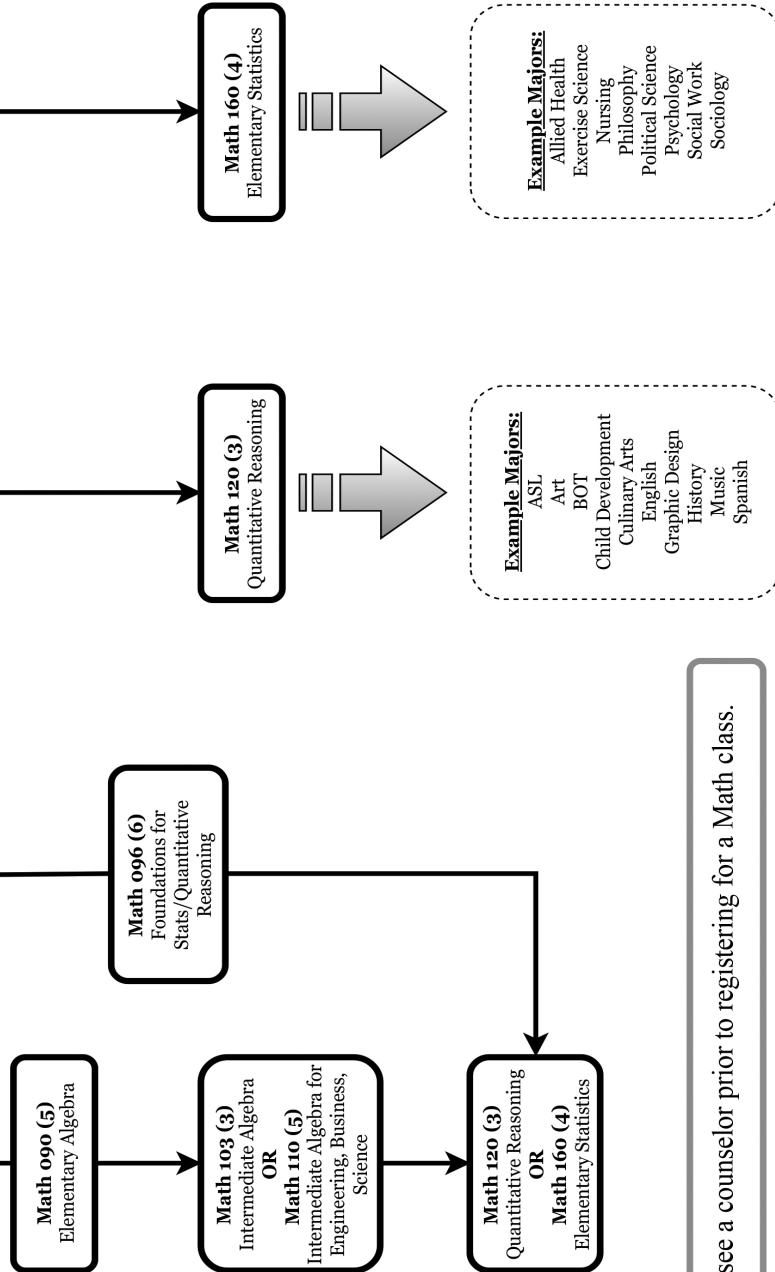 Math 090 (5)
Elementary Algebra
Math 103 (3)
Intermediate Algebra
OR
Math 110 (5)
Intermediate Algebra for
Engineering, Business,
Science
Math 120 (3)
Quantitative Reasoning
OR
Math 160 (4)
Elementary Statistics
Math 096 (6)
Foundations for
Stats/Quantitative
Reasoning
Math 120 (3)
Quantitative Reasoning
Example Majors:
ASL
Art
BOT
Child Development
Culinary Arts
English
Graphic Design
History
Music
Spanish
Math 160 (4)
Elementary Statistics
Example Majors:
Allied Health
Exercise Science
Nursing
Philosophy
Political Science
Psychology
Social Work
Sociology
see a counselor prior to registering for a Math class.